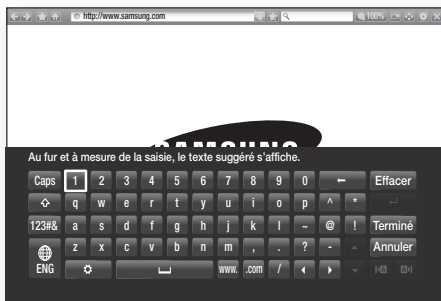 http://www.samsung.com 100%
SAMSUNG
Au fur et à mesure de la saisie, le texte suggéré s'affiche.
Caps 1 2 3 4 5 6 7 8 9 0 Effacer
q w e r t y u i o p ^ *
123#& a s d f g h j k l ~ @ ! Terminé
z x c v b n m , . ? - Annuler
ENG www. .com /